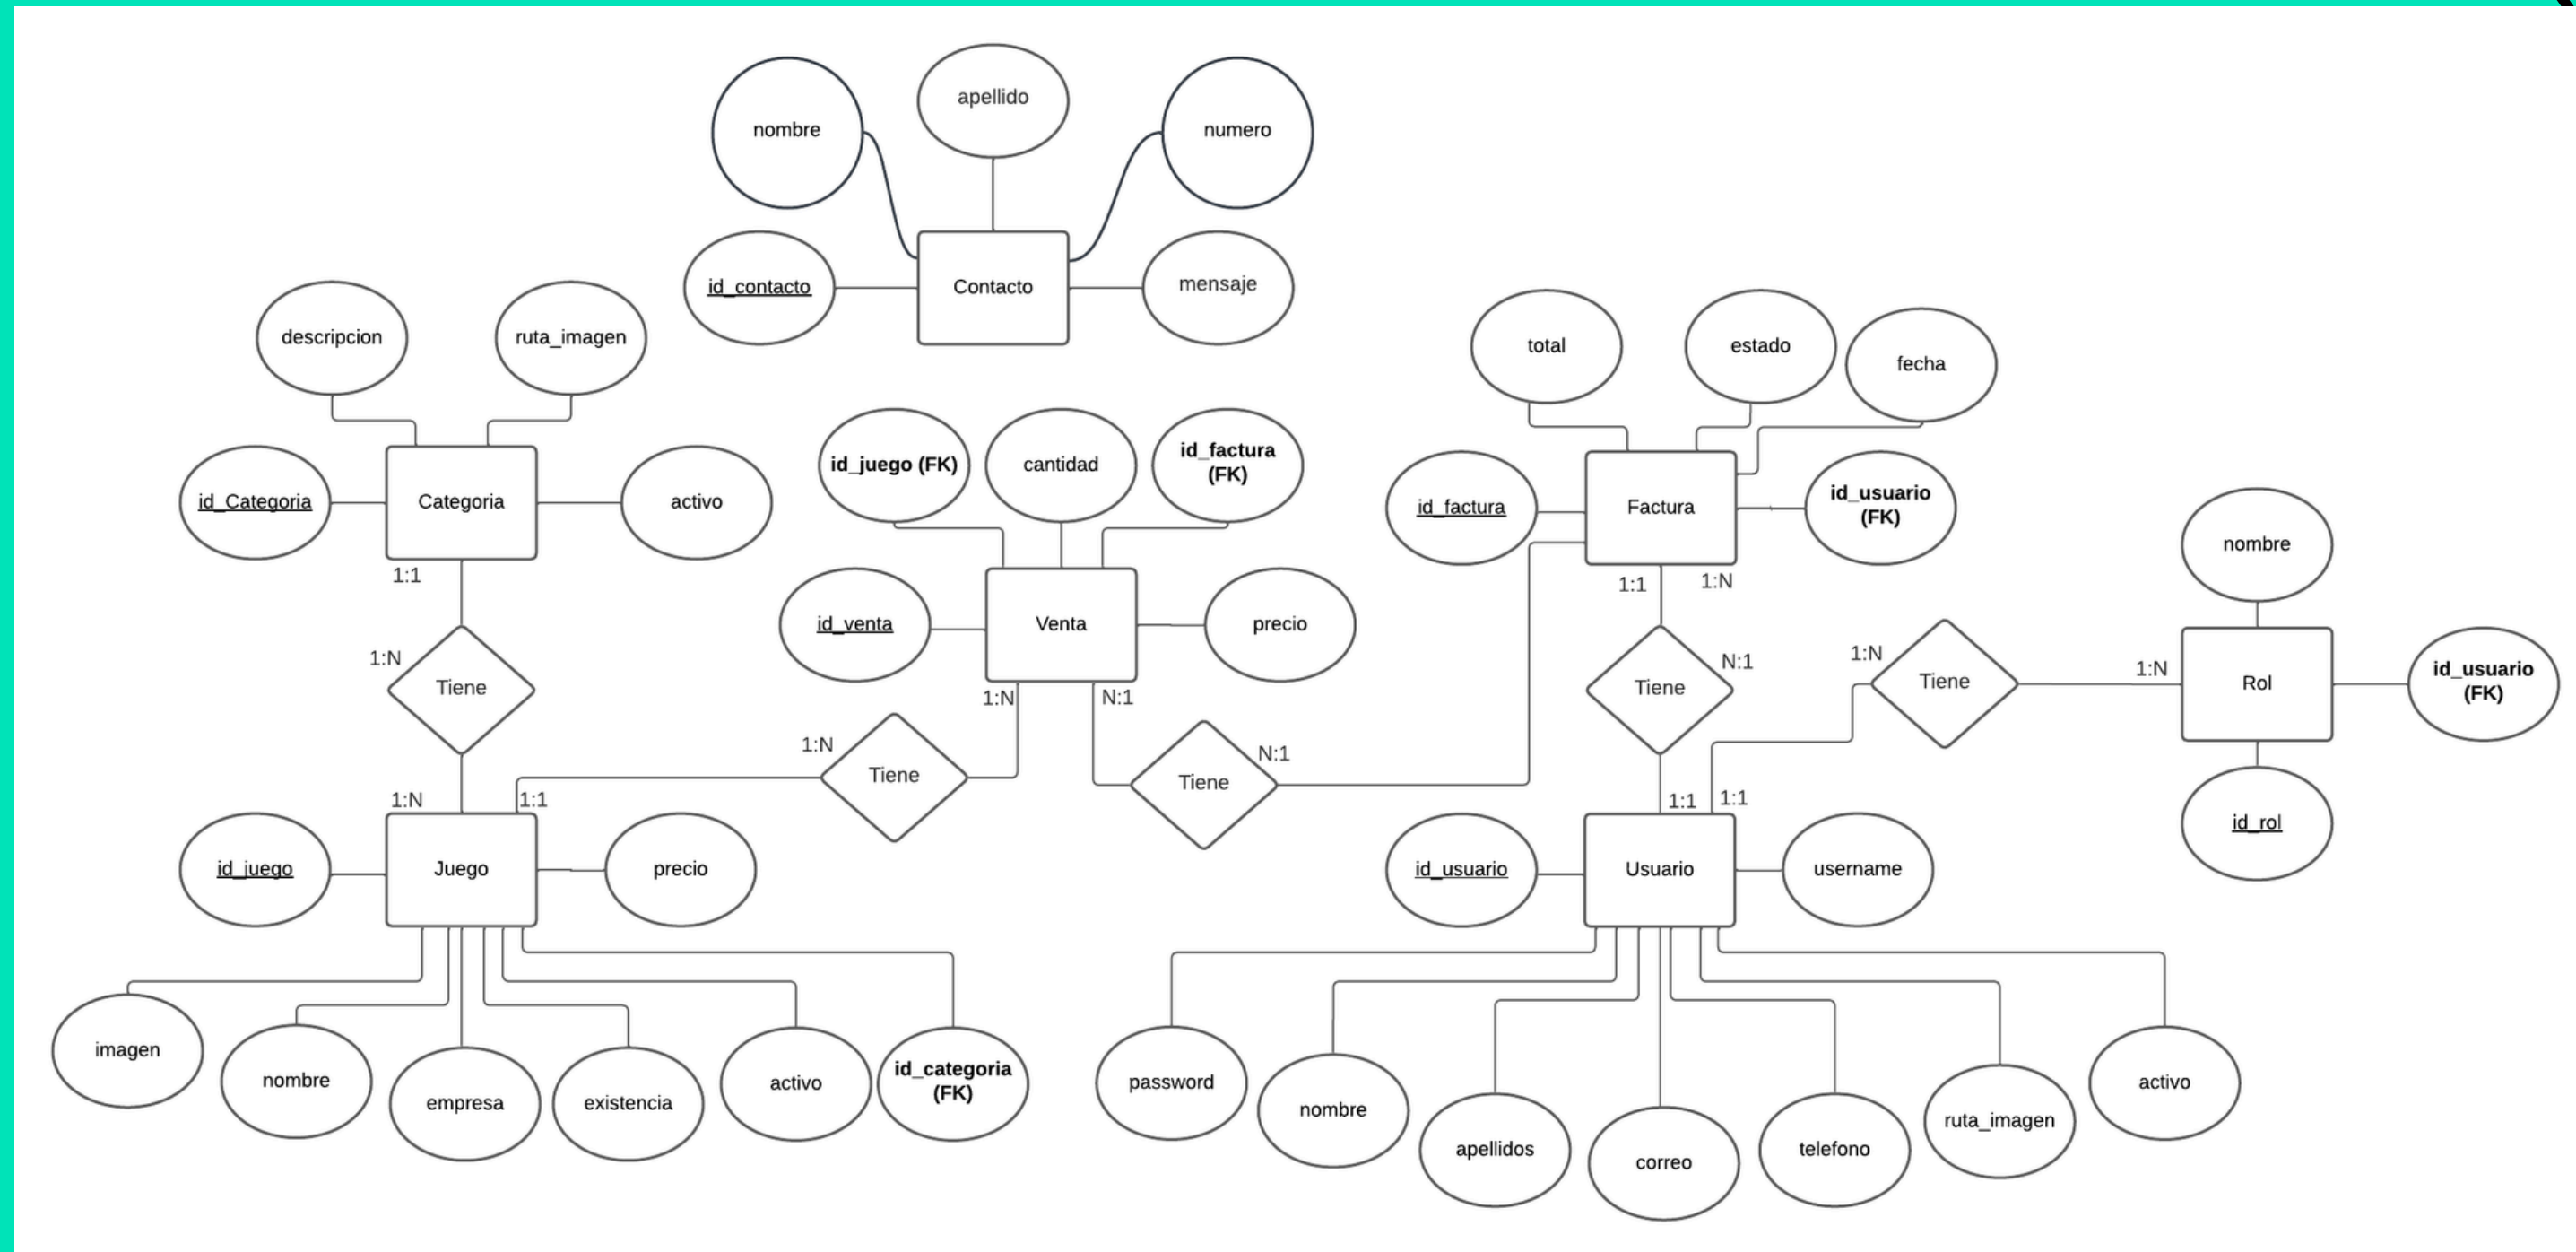 apellido
nombre
numero
id_contacto
Contacto
mensaje
descripcion
ruta_imagen
id_Categoria
Categoria
activo
1:1
1:N
Tiene
1:N
id_juego (FK)
cantidad
id_factura
(FK)
id_venta
Venta
precio
1:N
N:1
1:N
Tiene
1:1
N:1
Tiene
total
estado
fecha
id_factura
Factura
id_usuario
(FK)
1:1
1:N
N:1
Tiene
1:1
1:1
1:N
Tiene
1:N
nombre
Rol
id_usuario
(FK)
id_rol
id_juego
Juego
precio
imagen
nombre
empresa
existencia
activo
id_categoria
(FK)
id_usuario
Usuario
username
password
nombre
apellidos
correo
telefono
ruta_imagen
activo